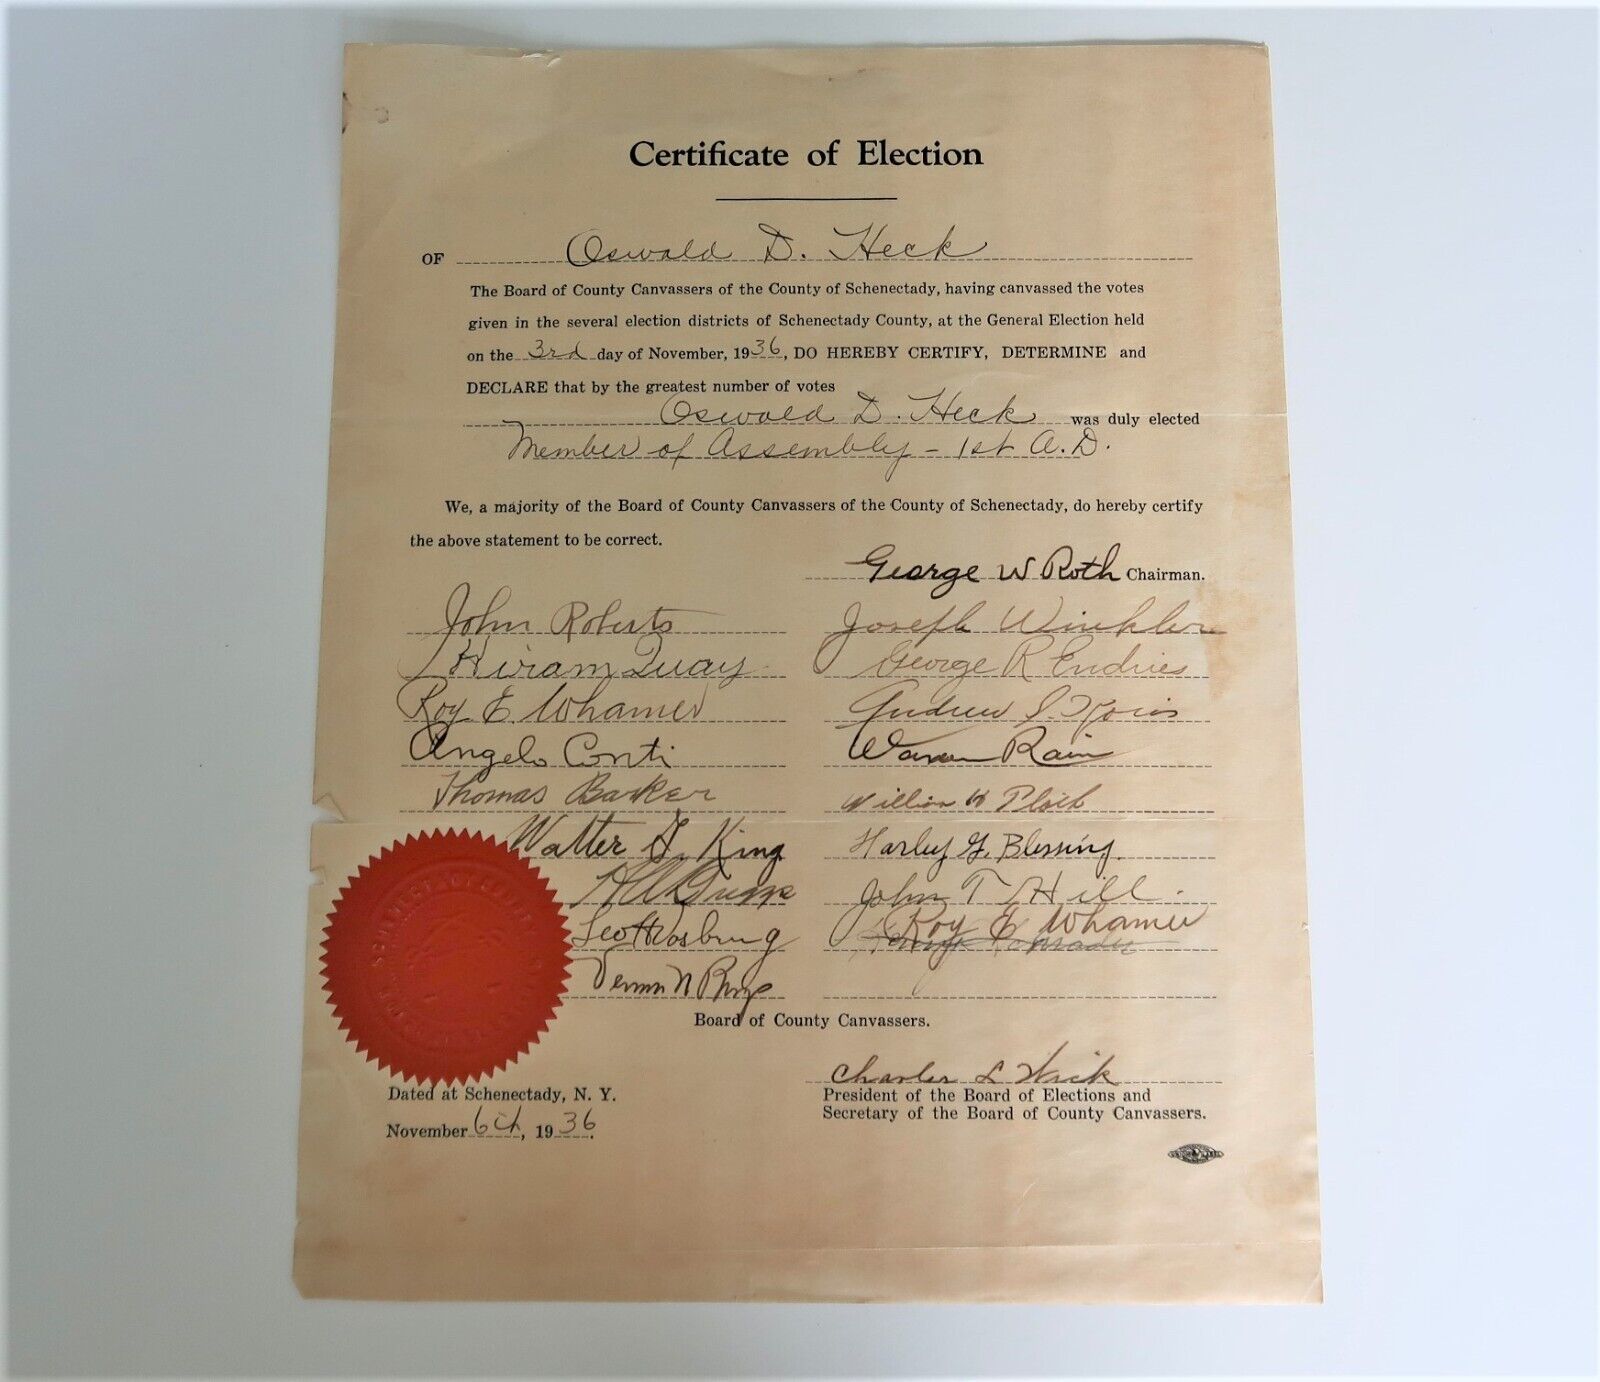 Certificate of Election
OF Oswald D. Heck
The Board of County Canvassers of the County of Schenectady, having canvassed the votes
given in the several election districts of Schenectady County, at the General Election held
on the 3rd day of November, 1936, DO HEREBY CERTIFY, DETERMINE and
DECLARE that by the greatest number of votes
Oswald D. Heck was duly elected
Member of Assembly - 1st A.D.
We, a majority of the Board of County Canvassers of the County of Schenectady, do hereby certify
the above statement to be correct.
George W Roth Chairman.
John Roberts
Joseph Winkler
Hiram Quay
George R Endries
Roy E. Whamer
Andrew S.
Angelo Conti
Warren Rain
Thomas Barker
William H
Walter G. King
Harley G. Blessing.
John T Hill
Leo Vosburg
Roy E Whamer
Board of County Canvassers.
Charles L Wick
Dated at Schenectady, N. Y.
President of the Board of Elections and
Secretary of the Board of County Canvassers.
November 6th, 1936.